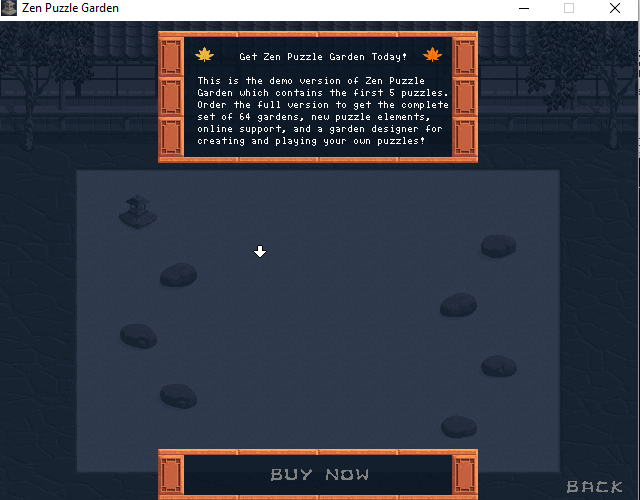 Zen Puzzle Garden
Get Zen Puzzle Garden Today!
This is the demo version of Zen Puzzle
Garden which contains the first 5 puzzles.
Order the full version to get the complete
set of 64 gardens, new puzzle elements,
online support, and a garden designer for
creating and playing your own puzzles!
BUY NOW
BACK